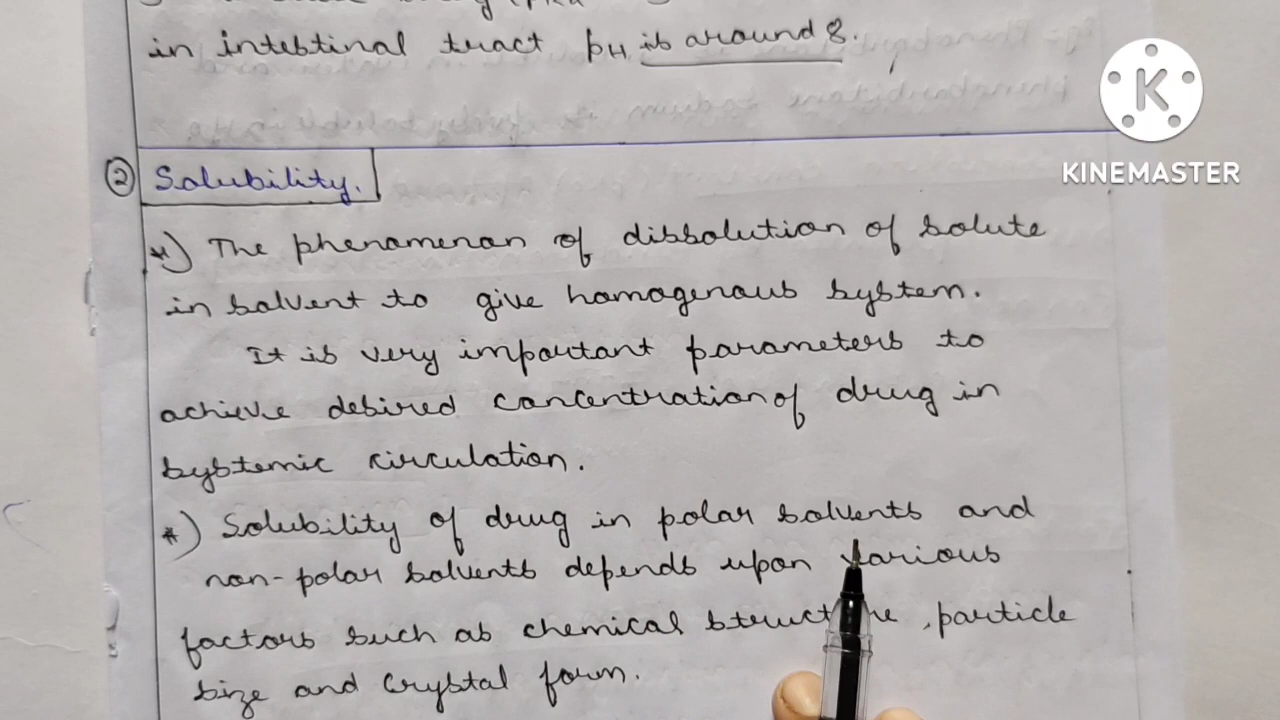 in intestinal tract pH is around 8.
② Solubility.
*) The phenomenon of dissolution of solute
in solvent to give homogenous system.
It is very important parameters to
achieve desired concentration of drug in
systemic circulation.
*) Solubility of drug in polar solvents and
non-polar solvents depends upon various
factors such as chemical structure, particle
size and crystal form.
K
KINEMASTER